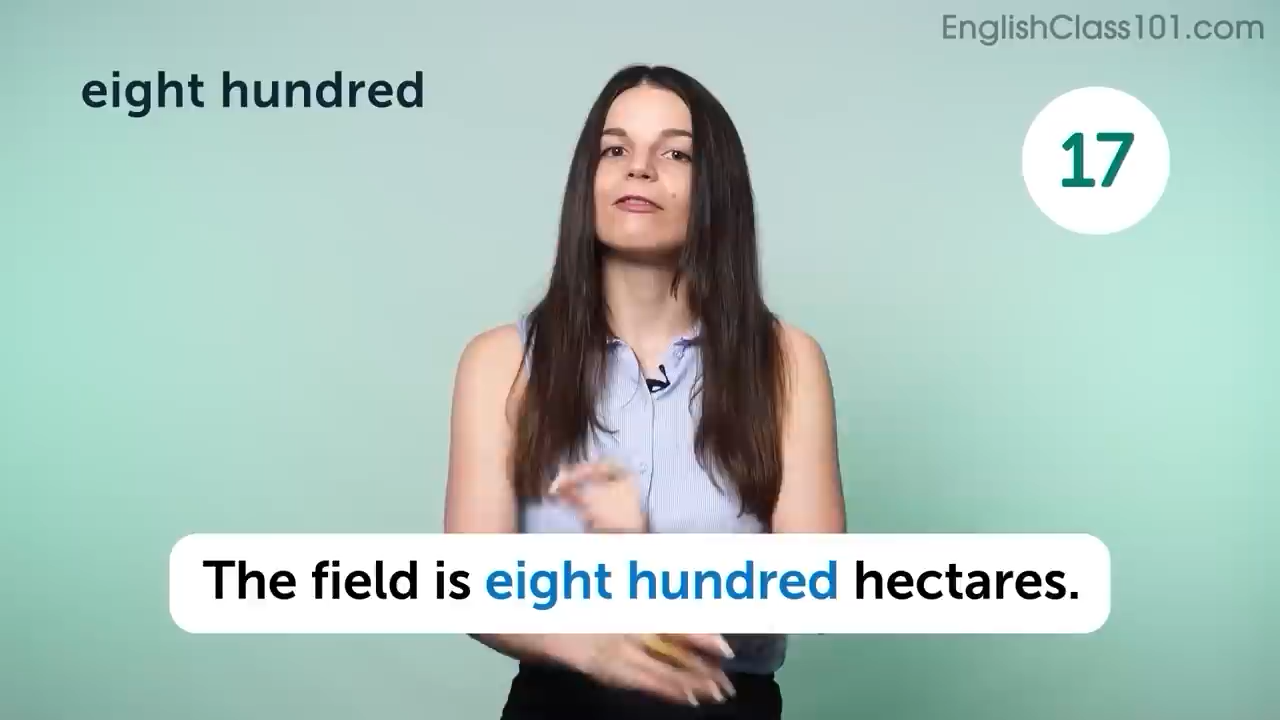 EnglishClass101.com
eight hundred
17
The field is eight hundred hectares.